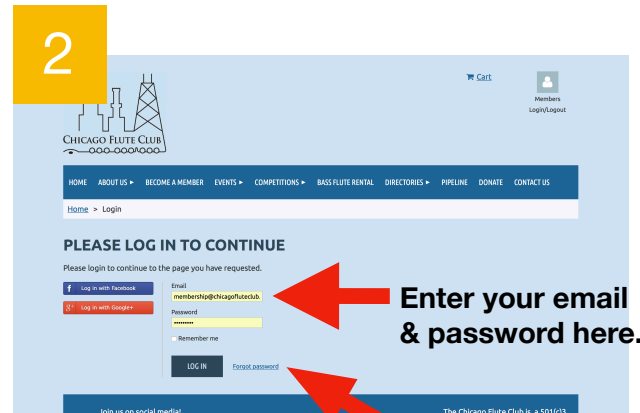 2
Cart
Members
Login/Logout
CHICAGO FLUTE CLUB
HOME ABOUT US ▸ BECOME A MEMBER EVENTS ▸ COMPETITIONS ▸ BASS FLUTE RENTAL DIRECTORIES ▸ PIPELINE DONATE CONTACT US
Home > Login
PLEASE LOG IN TO CONTINUE
Please login to continue to the page you have requested.
f Log in with Facebook
g+ Log in with Google+
Email
membership@chicagofluteclub.
Password
••••••••
Remember me
LOG IN Forgot password
Enter your email
& password here.
Join us on social media!
The Chicago Flute Club is a 501(c)3